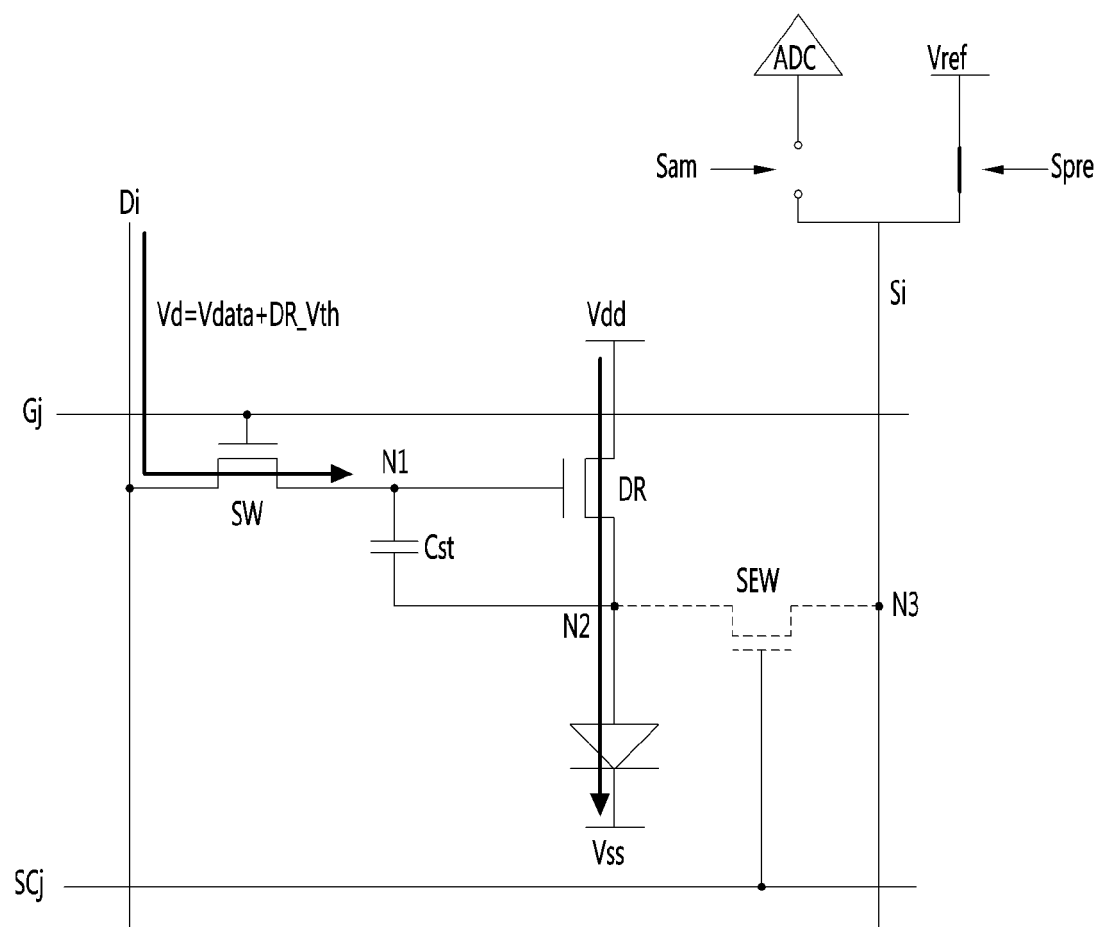 ADC
Vref
Sam
Spre
Di
Si
Vd=Vdata+DR_Vth
Vdd
Gj
N1
DR
SW
Cst
SEW
N2
N3
Vss
SCj